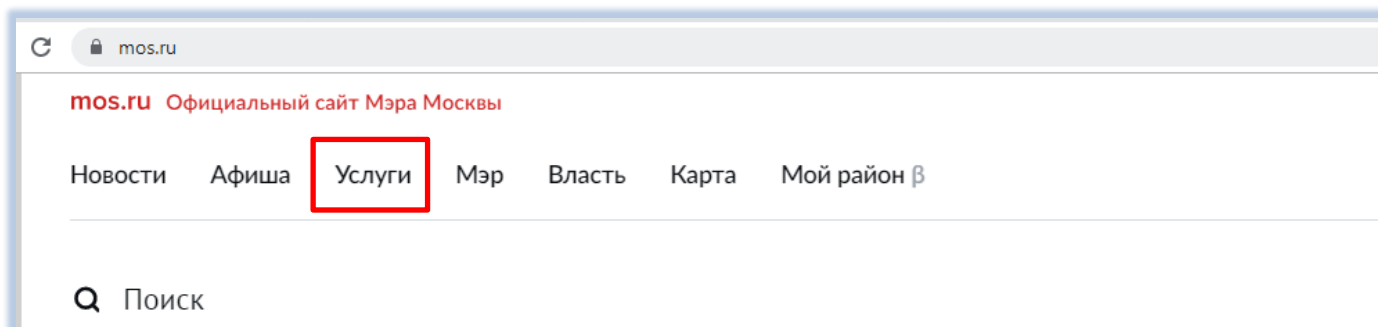 mos.ru
mos.ru Официальный сайт Мэра Москвы
Новости Афиша Услуги Мэр Власть Карта Мой район β
Поиск